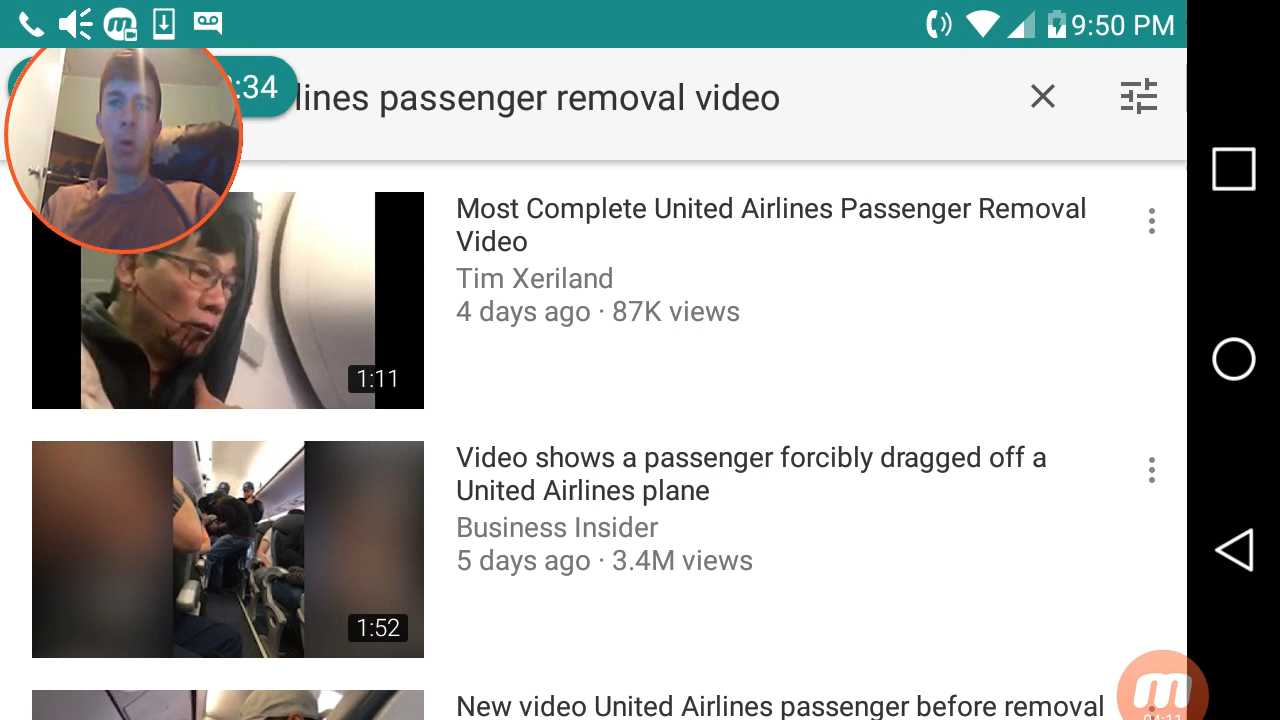 9:50 PM
:34
lines passenger removal video
Most Complete United Airlines Passenger Removal
Video
Tim Xeriland
4 days ago · 87K views
1:11
Video shows a passenger forcibly dragged off a
United Airlines plane
Business Insider
5 days ago · 3.4M views
1:52
New video United Airlines passenger before removal
m
04:11